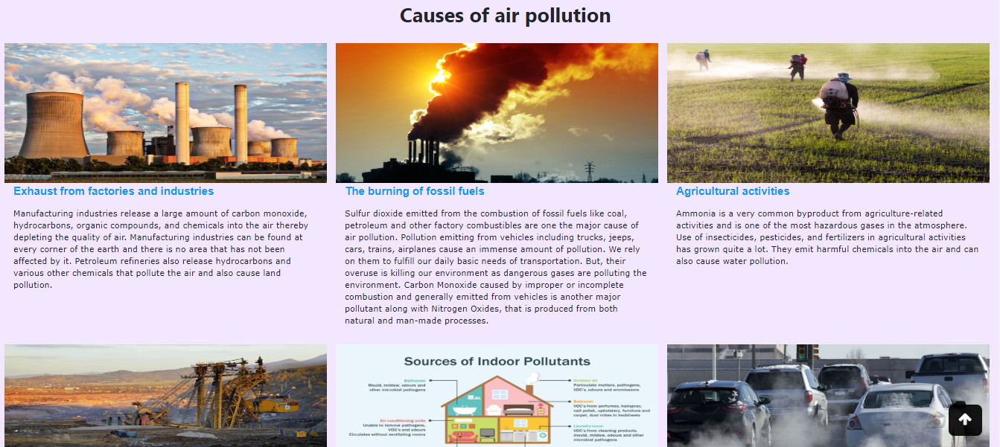 Causes of air pollution
Exhaust from factories and industries
Manufacturing industries release a large amount of carbon monoxide,
hydrocarbons, organic compounds, and chemicals into the air thereby
depleting the quality of air. Manufacturing industries can be found at
every corner of the earth and there is no area that has not been
affected by it. Petroleum refineries also release hydrocarbons and
various other chemicals that pollute the air and also cause land
pollution.
The burning of fossil fuels
Sulfur dioxide emitted from the combustion of fossil fuels like coal,
petroleum and other factory combustibles are one the major cause of
air pollution. Pollution emitting from vehicles including trucks, jeeps,
cars, trains, airplanes cause an immense amount of pollution. We rely
on them to fulfill our daily basic needs of transportation. But, their
overuse is killing our environment as dangerous gases are polluting the
environment. Carbon Monoxide caused by improper or incomplete
combustion and generally emitted from vehicles is another major
pollutant along with Nitrogen Oxides, that is produced from both
natural and man-made processes.
Agricultural activities
Ammonia is a very common byproduct from agriculture-related
activities and is one of the most hazardous gases in the atmosphere.
Use of insecticides, pesticides, and fertilizers in agricultural activities
has grown quite a lot. They emit harmful chemicals into the air and can
also cause water pollution.
Sources of Indoor Pollutants
Bathroom
Mould, mildew, odours and
other microbial pathogens
Air conditioning units
Unable to remove pathogens,
VOC's and odours
Circulates without ventilating rooms
Outdoor air
Particulate matters, pathogens,
VOC's, odours and emmissions
Bedroom
VOC's from perfumes, hairspray,
nail polish, upholstery, furniture and
carpet, dust mites in bedsheets
Laundry room
VOC's from cleaning products,
mould, mildew, odours and other
microbial pathogens